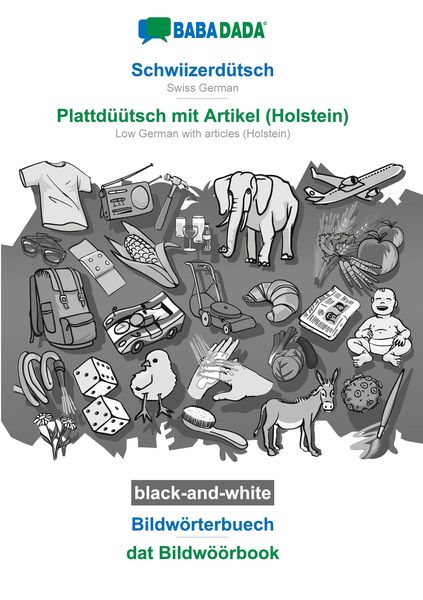 BABADADA®
Schwiizerdütsch
Swiss German
Plattdüütsch mit Artikel (Holstein)
Low German with articles (Holstein)
black-and-white
Bildwörterbuech
dat Bildwöörbook